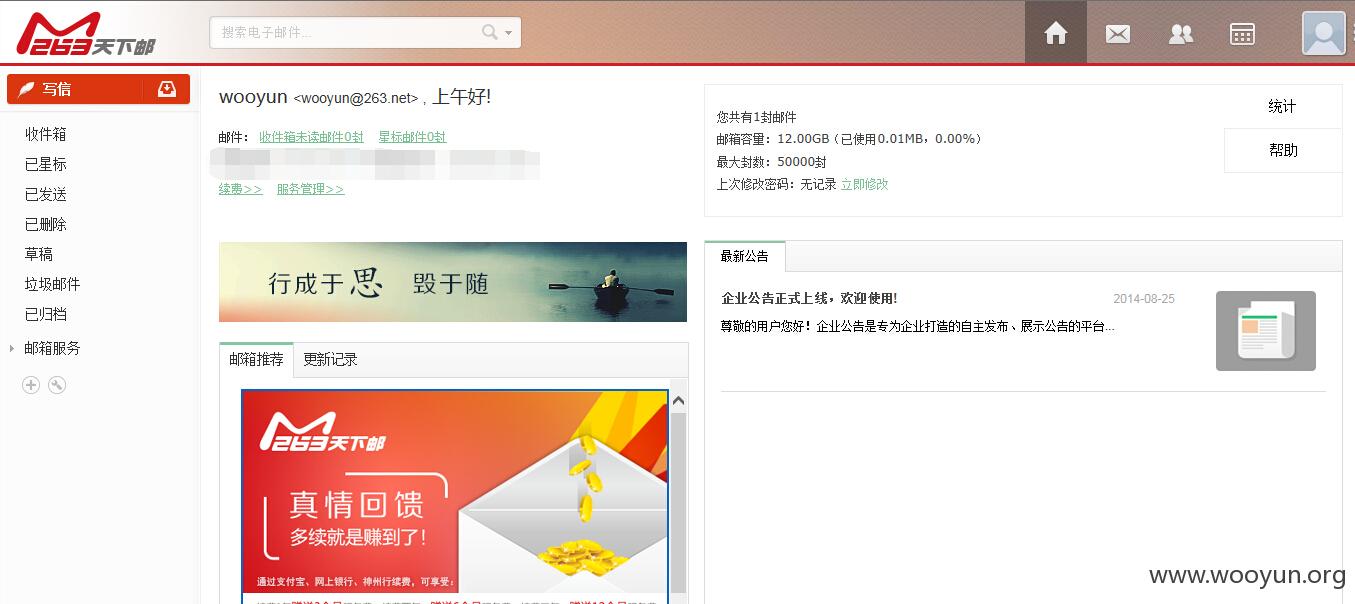 263天下邮
搜索电子邮件...
写信
收件箱
已星标
已发送
已删除
草稿
垃圾邮件
已归档
邮箱服务
wooyun <wooyun@263.net> , 上午好!
邮件： 收件箱未读邮件0封 星标邮件0封
续费>> 服务管理>>
行成于思 毁于随
邮箱推荐 更新记录
263天下邮
真情回馈
多续就是赚到了!
通过支付宝、网上银行、神州行续费，可享受:
您共有1封邮件
邮箱容量：12.00GB（已使用0.01MB，0.00%）
最大封数：50000封
上次修改密码：无记录 立即修改
统计
帮助
最新公告
企业公告正式上线，欢迎使用!
2014-08-25
尊敬的用户您好！企业公告是专为企业打造的自主发布、展示公告的平台...
www.wooyun.org